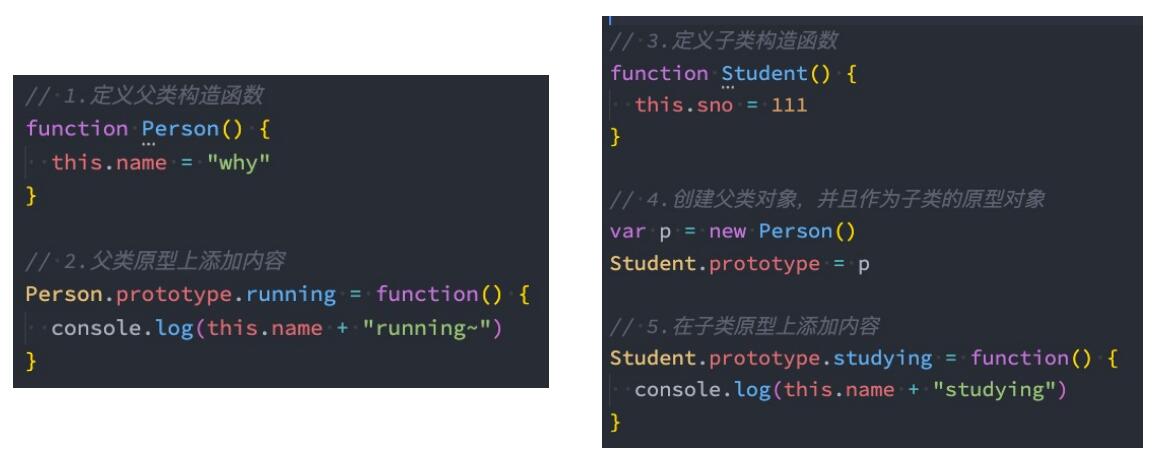 // 1.定义父类构造函数
function Person() {
  this.name = "why"
}
// 2.父类原型上添加内容
Person.prototype.running = function() {
  console.log(this.name + "running~")
}
// 3.定义子类构造函数
function Student() {
  this.sno = 111
}
// 4.创建父类对象, 并且作为子类的原型对象
var p = new Person()
Student.prototype = p
// 5.在子类原型上添加内容
Student.prototype.studying = function() {
  console.log(this.name + "studying")
}